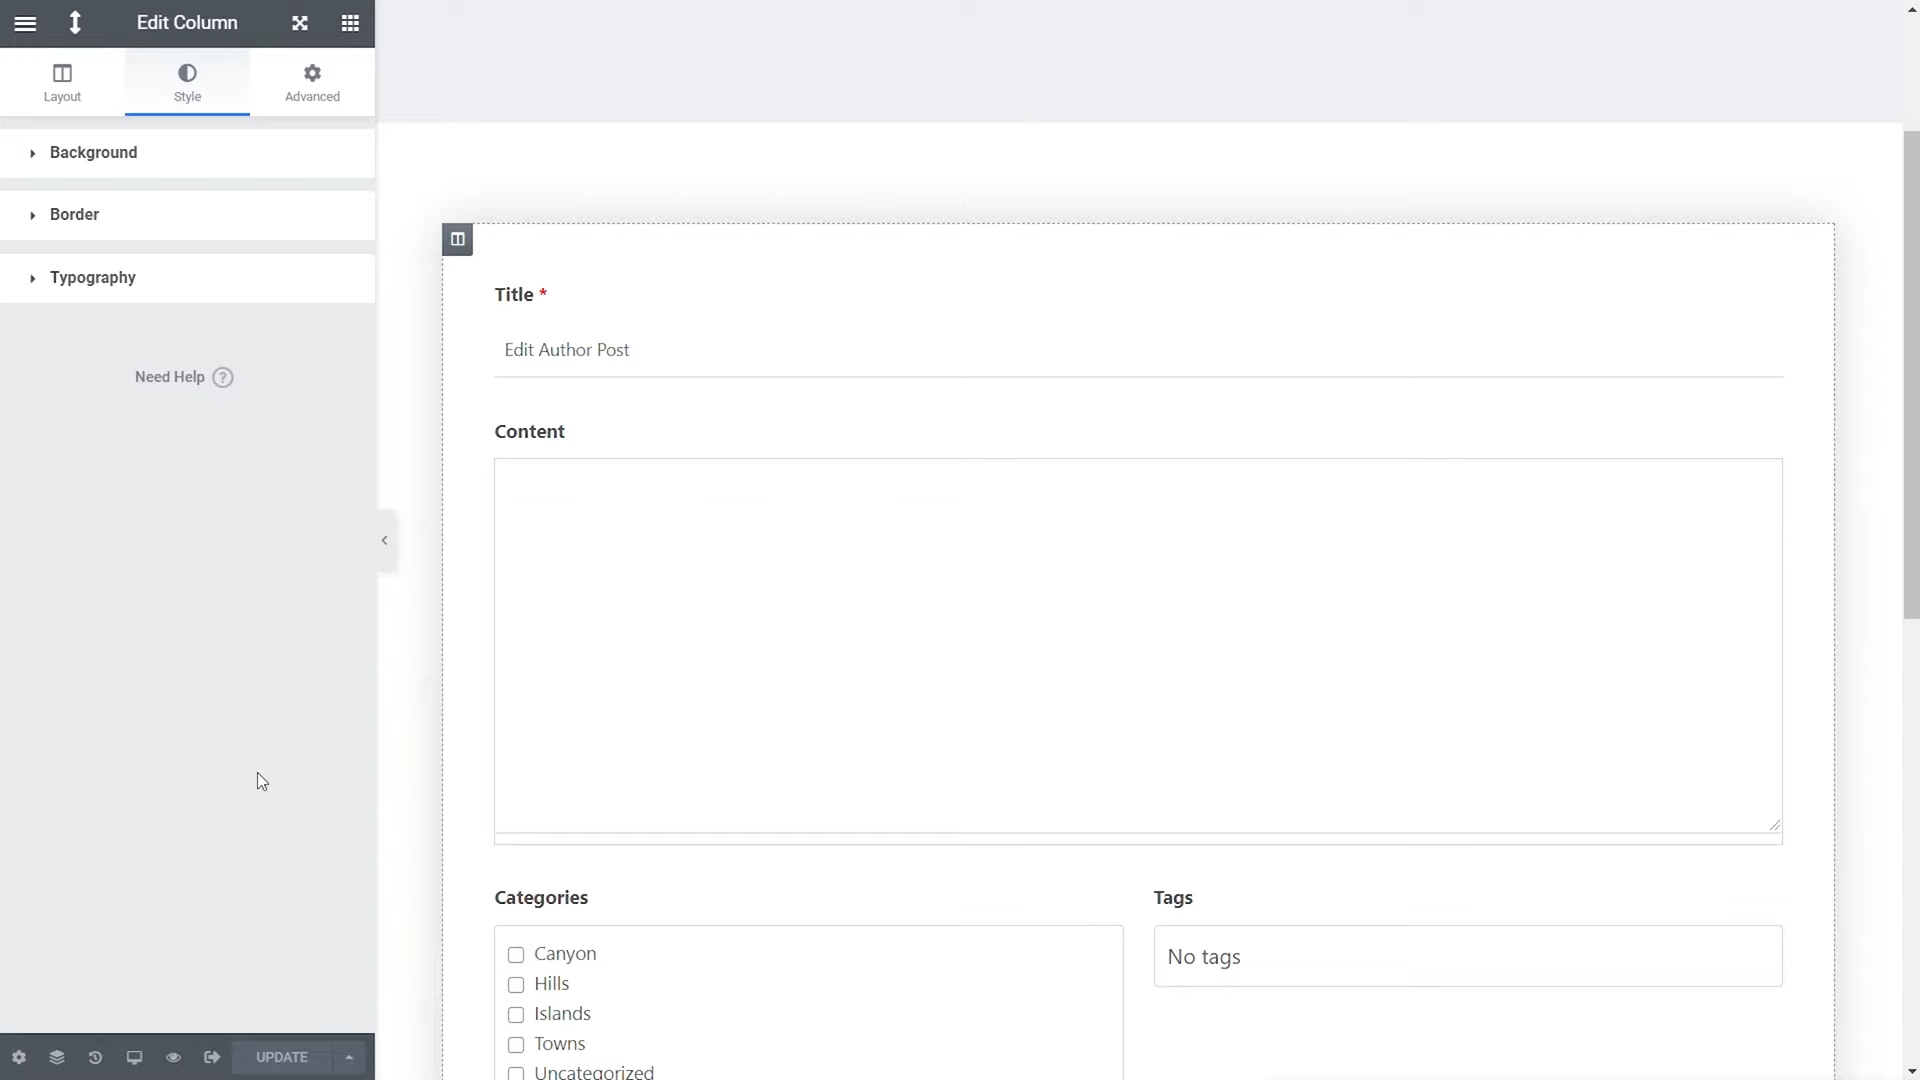 Edit Column
Layout
Style
Advanced
Background
Border
Typography
Need Help ?
UPDATE
Title *
Edit Author Post
Content
Categories
Tags
Canyon
No tags
Hills
Islands
Towns
Uncategorized